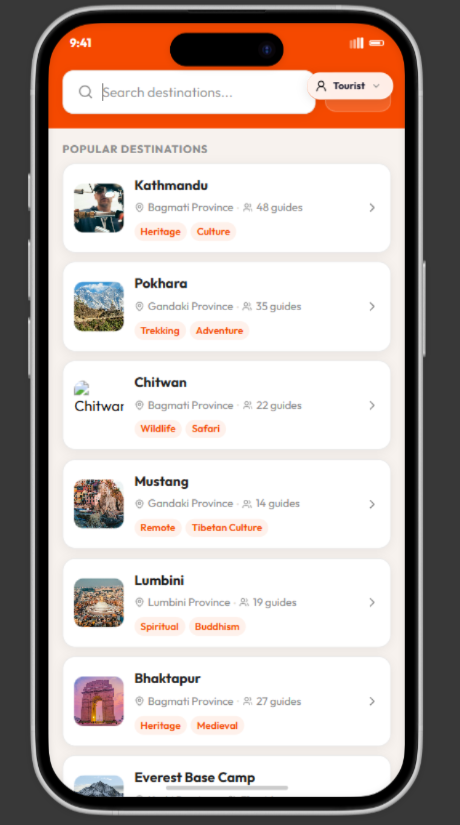 9:41
Search destinations...
Tourist
POPULAR DESTINATIONS
Kathmandu
Bagmati Province · 48 guides
Heritage Culture
Pokhara
Gandaki Province · 35 guides
Trekking Adventure
Chitwan
Chitwar
Bagmati Province · 22 guides
Wildlife Safari
Mustang
Gandaki Province · 14 guides
Remote Tibetan Culture
Lumbini
Lumbini Province · 19 guides
Spiritual Buddhism
Bhaktapur
Bagmati Province · 27 guides
Heritage Medieval
Everest Base Camp